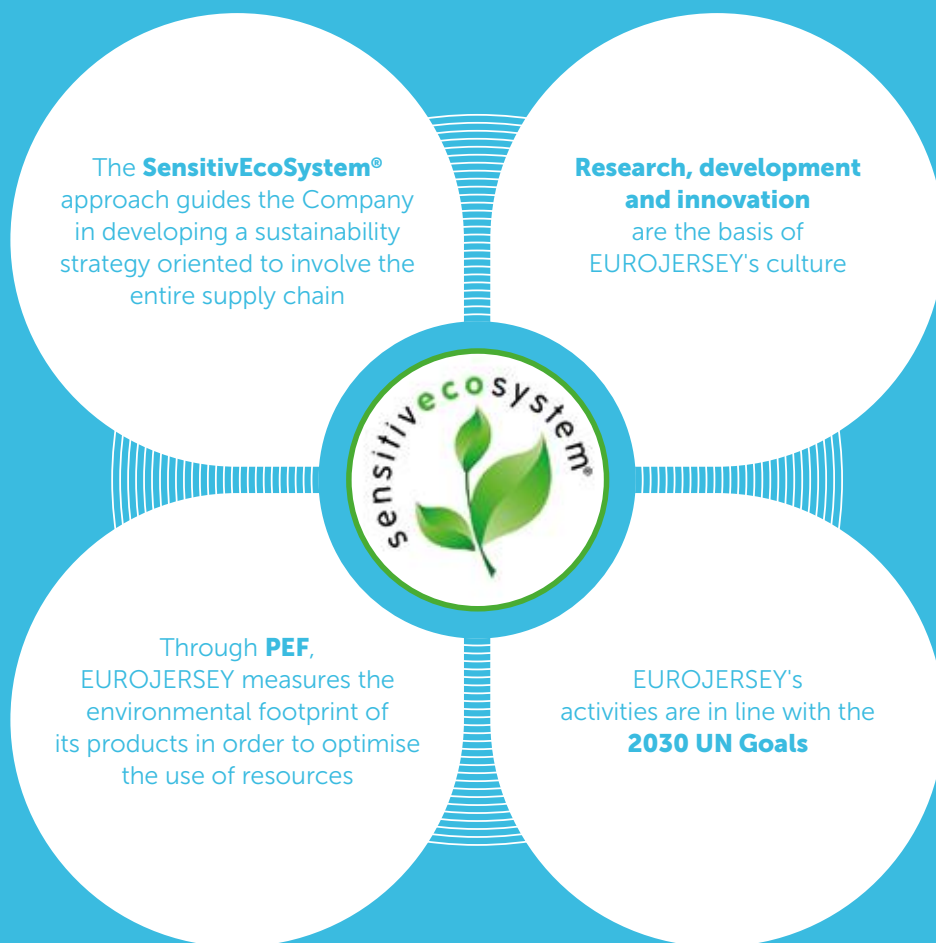 The SensitivEcoSystem®
approach guides the Company
in developing a sustainability
strategy oriented to involve the
entire supply chain
Research, development
and innovation
are the basis of
EUROJERSEY's culture
sensitivecosystem®
Through PEF,
EUROJERSEY measures the
environmental footprint of
its products in order to optimise
the use of resources
EUROJERSEY's
activities are in line with the
2030 UN Goals